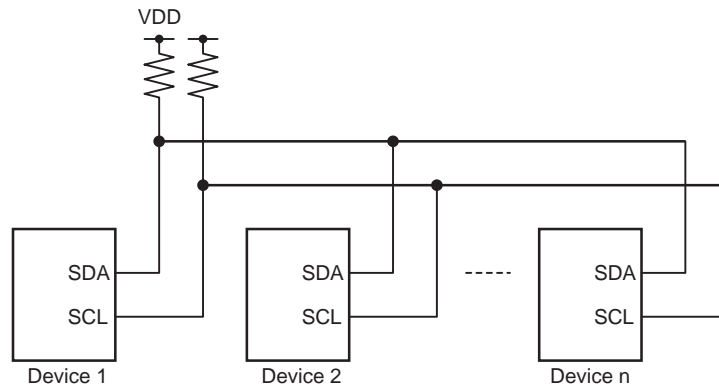 VDD
SDA
SCL
Device 1
SDA
SCL
Device 2
SDA
SCL
Device n